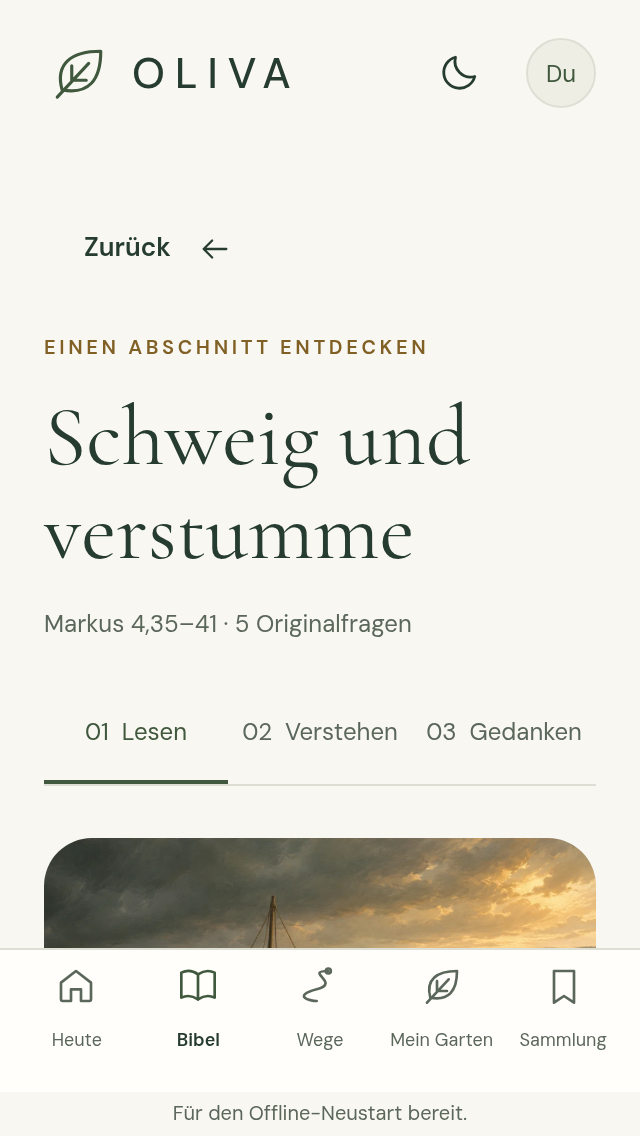 OLIVA
Du
Zurück ←
EINEN ABSCHNITT ENTDECKEN
Schweig und
verstumme
Markus 4,35–41 · 5 Originalfragen
01 Lesen 02 Verstehen 03 Gedanken
Heute Bibel Wege Mein Garten Sammlung
Für den Offline-Neustart bereit.